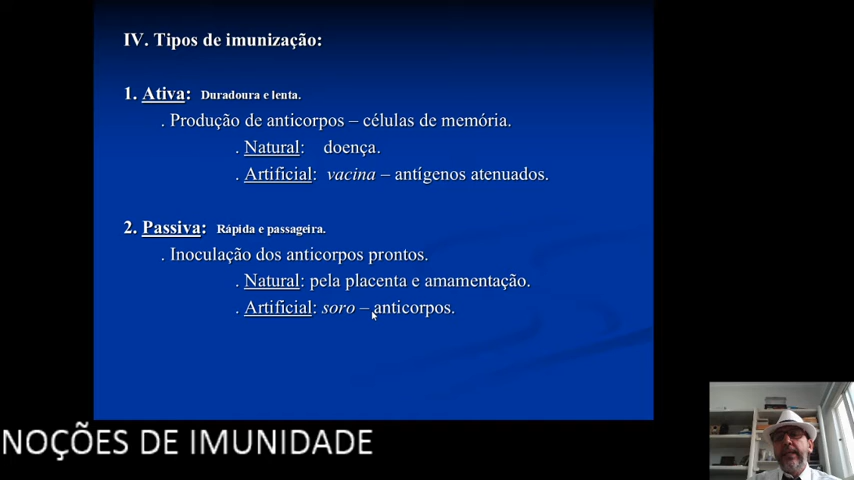 IV. Tipos de imunização:
1. Ativa: Duradoura e lenta.
. Produção de anticorpos – células de memória.
. Natural: doença.
. Artificial: vacina – antígenos atenuados.
2. Passiva: Rápida e passageira.
. Inoculação dos anticorpos prontos.
. Natural: pela placenta e amamentação.
. Artificial: soro – anticorpos.
NOÇÕES DE IMUNIDADE